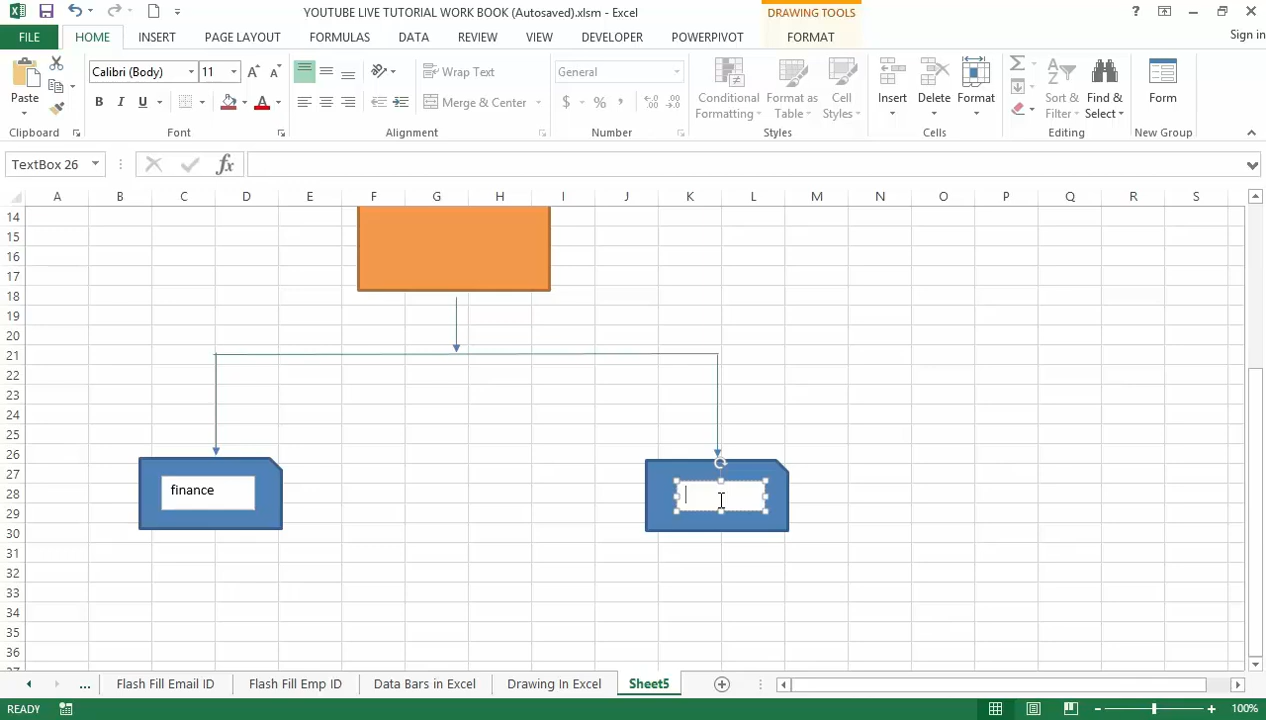 YOUTUBE LIVE TUTORIAL WORK BOOK (Autosaved).xlsm - Excel
DRAWING TOOLS
?
FILE HOME INSERT PAGE LAYOUT FORMULAS DATA REVIEW VIEW DEVELOPER POWERPIVOT FORMAT Sign in
Paste
Calibri (Body) 11
B I U A
Wrap Text
Merge & Center
General
$ % ,
Conditional Formatting
Format as Table
Cell Styles
Insert Delete Format
Sort & Filter
Find & Select
Form
Clipboard Font Alignment Number Styles Cells Editing New Group
TextBox 26 fx
A B C D E F G H I J K L M N O P Q R S
14
15
16
17
18
19
20
21
22
23
24
25
26
27
28
29
30
31
32
33
34
35
36
37
finance
... Flash Fill Email ID Flash Fill Emp ID Data Bars in Excel Drawing In Excel Sheet5
READY 100%